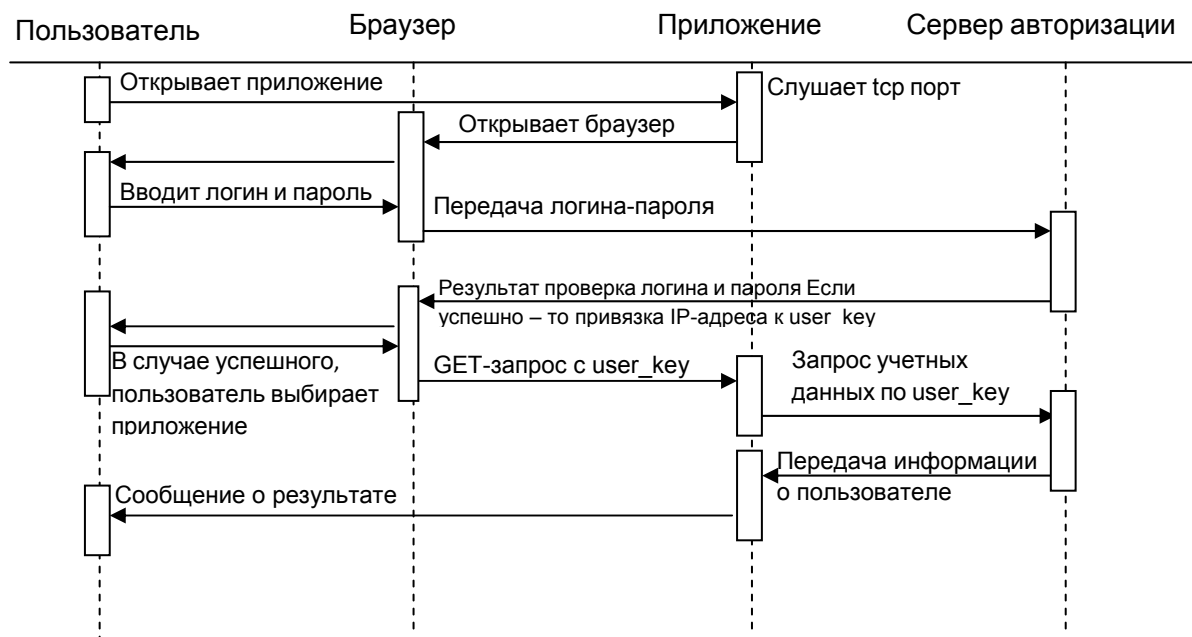 Пользователь
Браузер
Приложение
Сервер авторизации
Открывает приложение
Слушает tcp порт
Открывает браузер
Вводит логин и пароль
Передача логина-пароля
Результат проверка логина и пароля Если
успешно – то привязка IP-адреса к user_key
В случае успешного,
пользователь выбирает
приложение
GET-запрос с user_key
Запрос учетных
данных по user_key
Передача информации
о пользователе
Сообщение о результате